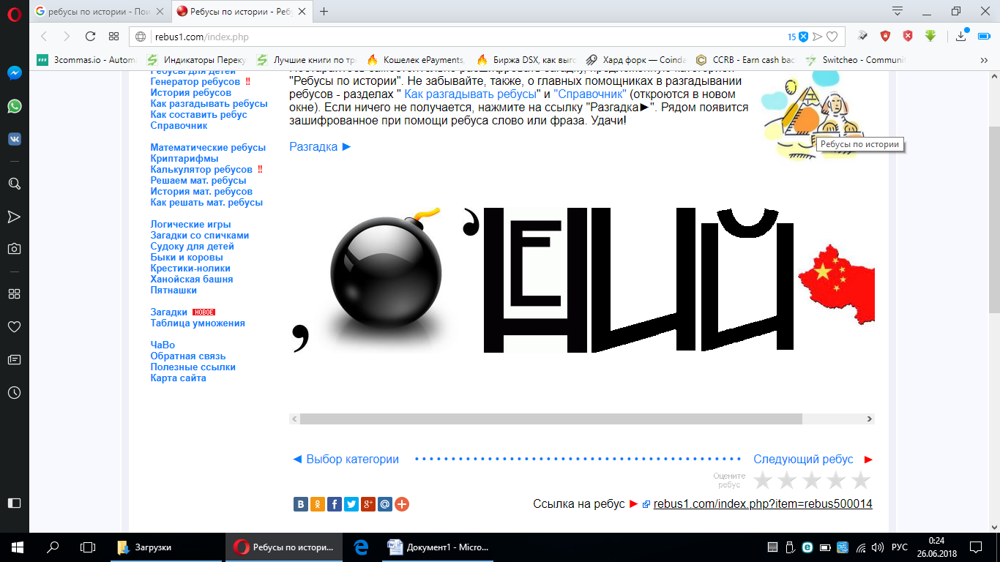 ребусы по истории - Пои
Ребусы по истории - Реб
rebus1.com/index.php
15
3commas.io - Autom
Индикаторы Переку
Лучшие книги по тр
Кошелек ePayments
Биржа DSX, как выго
Хард форк — Coinda
CCRB - Earn cash bac
Switcheo - Communit
Ребусы для детей
Генератор ребусов !!
История ребусов
Как разгадывать ребусы
Как составить ребус
Справочник
Математические ребусы
Криптарифмы
Калькулятор ребусов !!
Решаем мат. ребусы
История мат. ребусов
Как решать мат. ребусы
Логические игры
Загадки со спичками
Судоку для детей
Быки и коровы
Крестики-нолики
Ханойская башня
Пятнашки
Загадки НОВОЕ
Таблица умножения
ЧаВо
Обратная связь
Полезные ссылки
Карта сайта
"Ребусы по истории". Не забывайте, также, о главных помощниках в разгадывании
ребусов - разделах " Как разгадывать ребусы" и "Справочник" (откроются в новом
окне). Если ничего не получается, нажмите на ссылку "Разгадка►". Рядом появится
зашифрованное при помощи ребуса слово или фраза. Удачи!
Ребусы по истории
Разгадка ►
, ’ Н Е И Й
◄ Выбор категории
Следующий ребус ►
Оцените
ребус
Ссылка на ребус ► rebus1.com/index.php?item=rebus500014
Загрузки
Ребусы по истори...
Документ1 - Micro...
РУС
0:24
26.06.2018